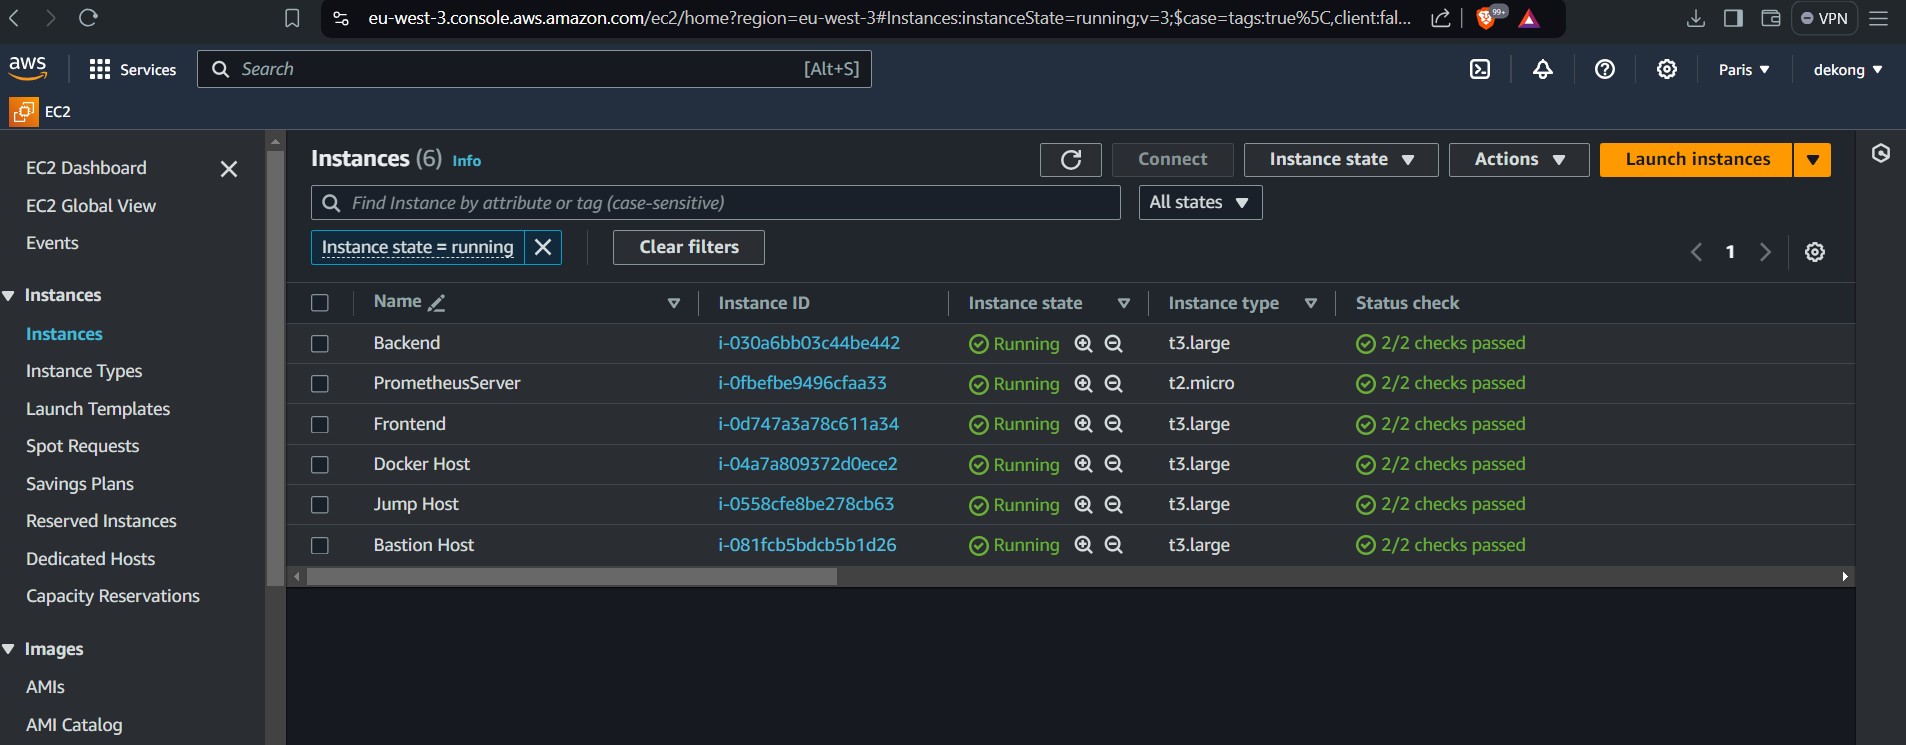 eu-west-3.console.aws.amazon.com/ec2/home?region=eu-west-3#Instances:instanceState=running;v=3;$case=tags:true%5C,client:fal...
99+
VPN
aws
Services
Search
[Alt+S]
Paris
dekong
EC2
EC2 Dashboard
EC2 Global View
Events
Instances
Instances
Instance Types
Launch Templates
Spot Requests
Savings Plans
Reserved Instances
Dedicated Hosts
Capacity Reservations
Images
AMIs
AMI Catalog
Instances (6) Info
Connect
Instance state
Actions
Launch instances
Find Instance by attribute or tag (case-sensitive)
All states
Instance state = running
Clear filters
1
Name Instance ID Instance state Instance type Status check
Backend i-030a6bb03c44be442 Running t3.large 2/2 checks passed
PrometheusServer i-0fbefbe9496cfaa33 Running t2.micro 2/2 checks passed
Frontend i-0d747a3a78c611a34 Running t3.large 2/2 checks passed
Docker Host i-04a7a809372d0ece2 Running t3.large 2/2 checks passed
Jump Host i-0558cfe8be278cb63 Running t3.large 2/2 checks passed
Bastion Host i-081fcb5bdcb5b1d26 Running t3.large 2/2 checks passed